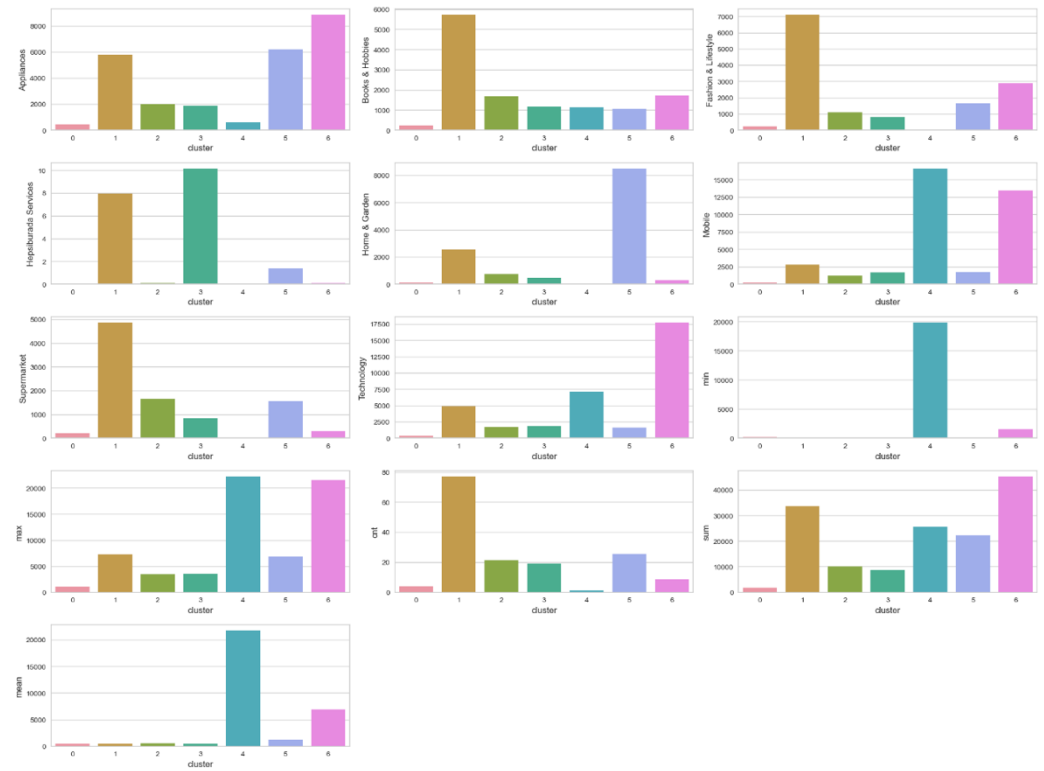 8000
6000
4000
2000
0
Appliances
0 1 2 3 4 5 6
cluster
6000
5000
4000
3000
2000
1000
0
Books & Hobbies
0 1 2 3 4 5 6
cluster
7000
6000
5000
4000
3000
2000
1000
0
Fashion & Lifestyle
0 1 2 3 4 5 6
cluster
10
8
6
4
2
0
Hepsiburada Services
0 1 2 3 4 5 6
cluster
8000
6000
4000
2000
0
Home & Garden
0 1 2 3 4 5 6
cluster
15000
12500
10000
7500
5000
2500
0
Mobile
0 1 2 3 4 5 6
cluster
5000
4000
3000
2000
1000
0
Supermarket
0 1 2 3 4 5 6
cluster
17500
15000
12500
10000
7500
5000
2500
0
Technology
0 1 2 3 4 5 6
cluster
20000
15000
10000
5000
0
min
0 1 2 3 4 5 6
cluster
20000
15000
10000
5000
0
max
0 1 2 3 4 5 6
cluster
80
60
40
20
0
cnt
0 1 2 3 4 5 6
cluster
40000
30000
20000
10000
0
sum
0 1 2 3 4 5 6
cluster
20000
15000
10000
5000
0
mean
0 1 2 3 4 5 6
cluster